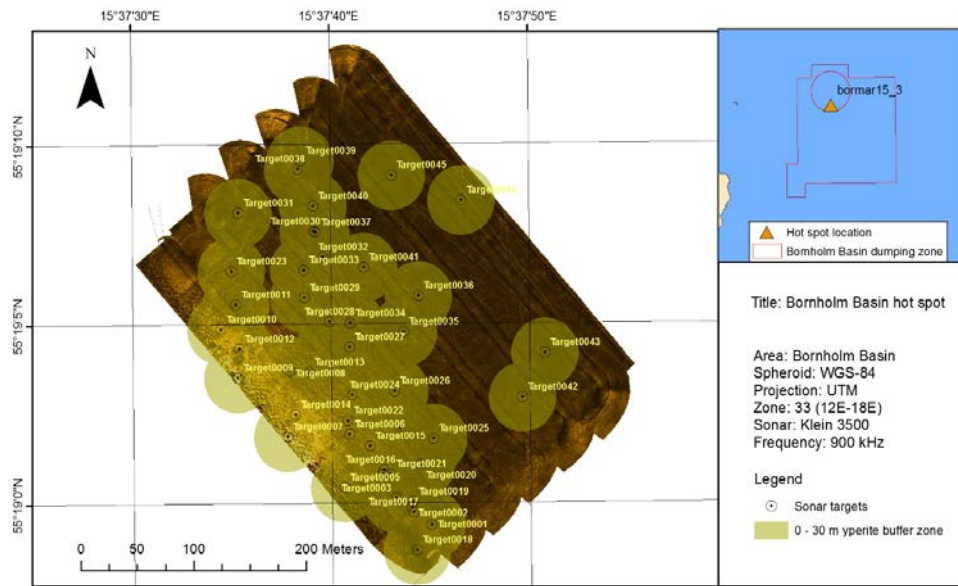 15°37'30"E 15°37'40"E 15°37'50"E
N
55°19'10"N
55°19'5"N
55°19'0"N
Target0039
Target0038
Target0045
Target0040
Target0031
Target0030
Target0037
Target0032
Target0023
Target0033
Target0041
Target0029
Target0036
Target0011
Target0010
Target0028
Target0034
Target0035
Target0012
Target0027
Target0043
Target0009
Target0013
Target0008
Target0024
Target0026
Target0042
Target0014
Target0022
Target0007
Target0006
Target0015
Target0025
Target0016
Target0021
Target0005
Target0020
Target0003
Target0019
Target0017
Target0002
Target0001
Target0018
0 50 100 200 Meters
bormar15_3
Hot spot location
Bornholm Basin dumping zone
Title: Bornholm Basin hot spot
Area: Bornholm Basin
Spheroid: WGS-84
Projection: UTM
Zone: 33 (12E-18E)
Sonar: Klein 3500
Frequency: 900 kHz
Legend
Sonar targets
0 - 30 m yperite buffer zone